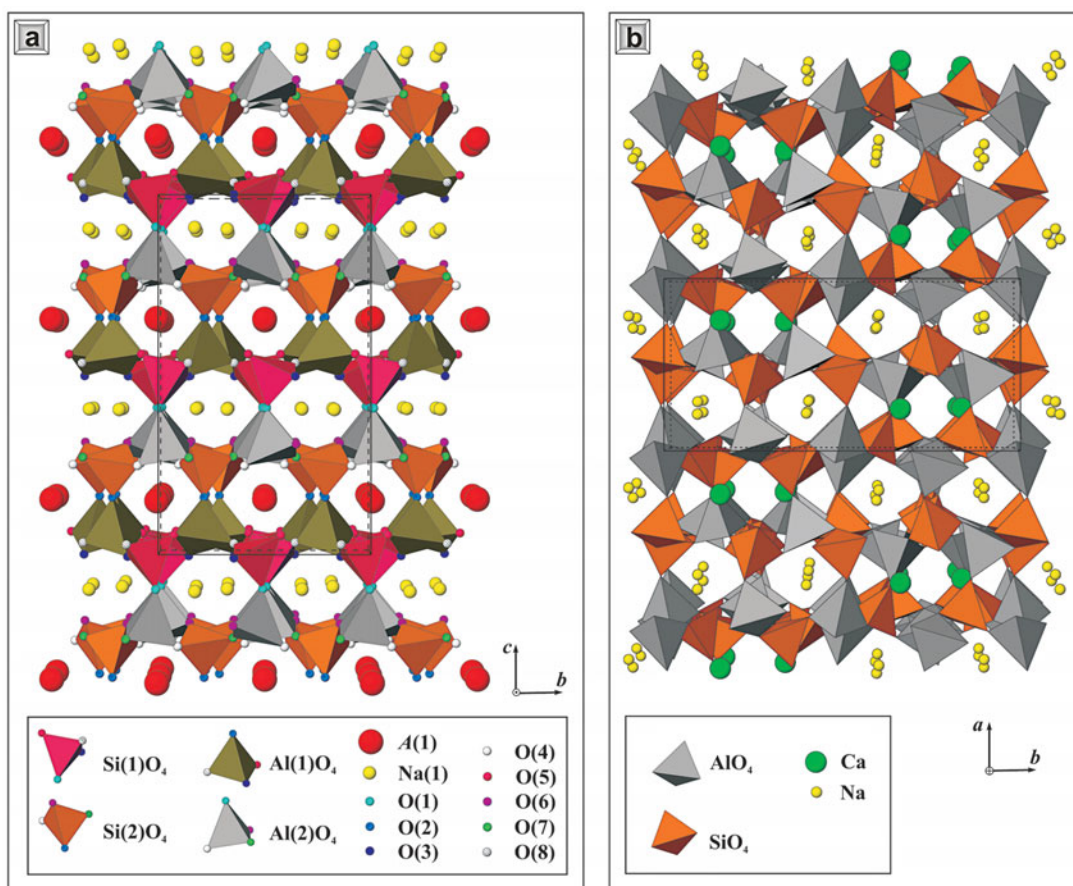 a
b
c
b
Si(1)O₄
Al(1)O₄
A(1)
O(4)
Na(1)
O(5)
O(1)
O(6)
Si(2)O₄
Al(2)O₄
O(2)
O(7)
O(3)
O(8)
a
b
AlO₄
Ca
Na
SiO₄